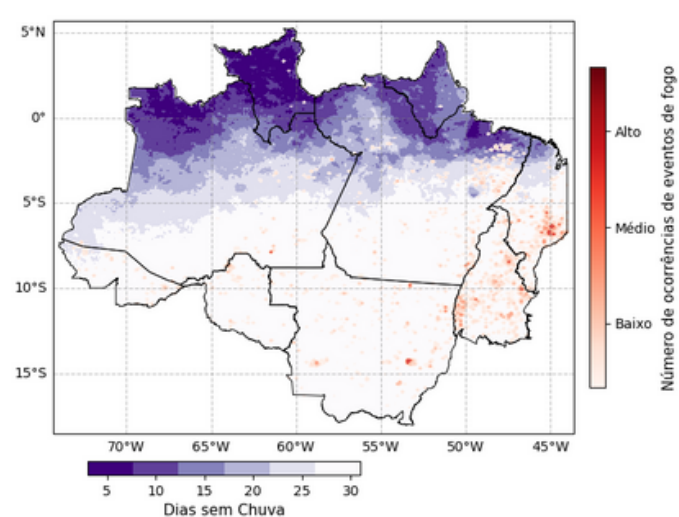 5°N
0°
5°S
10°S
15°S
70°W 65°W 60°W 55°W 50°W 45°W
5 10 15 20 25 30
Dias sem Chuva
Alto
Médio
Baixo
Número de ocorrências de eventos de fogo